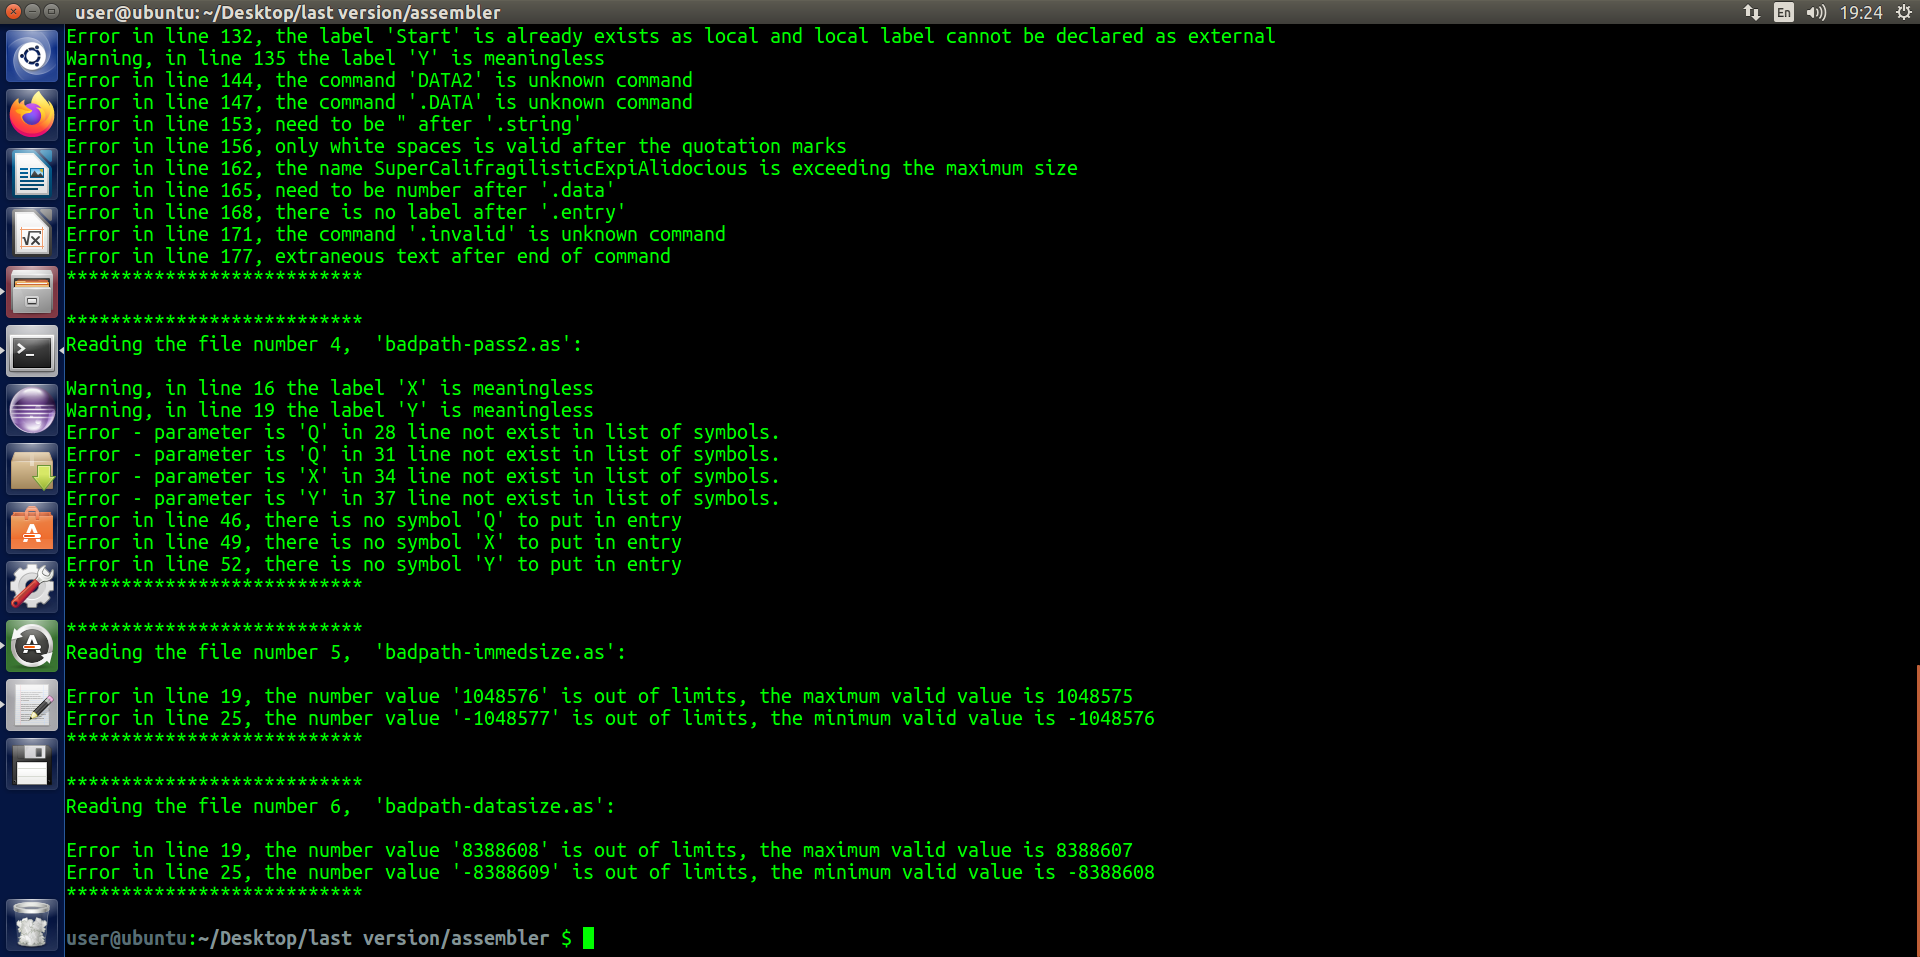 user@ubuntu: ~/Desktop/last version/assembler
En
19:24
Error in line 132, the label 'Start' is already exists as local and local label cannot be declared as external
Warning, in line 135 the label 'Y' is meaningless
Error in line 144, the command 'DATA2' is unknown command
Error in line 147, the command '.DATA' is unknown command
Error in line 153, need to be " after '.string'
Error in line 156, only white spaces is valid after the quotation marks
Error in line 162, the name SuperCalifragilisticExpiAlidocious is exceeding the maximum size
Error in line 165, need to be number after '.data'
Error in line 168, there is no label after '.entry'
Error in line 171, the command '.invalid' is unknown command
Error in line 177, extraneous text after end of command
***************************
***************************
Reading the file number 4,  'badpath-pass2.as':
Warning, in line 16 the label 'X' is meaningless
Warning, in line 19 the label 'Y' is meaningless
Error - parameter is 'Q' in 28 line not exist in list of symbols.
Error - parameter is 'Q' in 31 line not exist in list of symbols.
Error - parameter is 'X' in 34 line not exist in list of symbols.
Error - parameter is 'Y' in 37 line not exist in list of symbols.
Error in line 46, there is no symbol 'Q' to put in entry
Error in line 49, there is no symbol 'X' to put in entry
Error in line 52, there is no symbol 'Y' to put in entry
***************************
***************************
Reading the file number 5,  'badpath-immedsize.as':
Error in line 19, the number value '1048576' is out of limits, the maximum valid value is 1048575
Error in line 25, the number value '-1048577' is out of limits, the minimum valid value is -1048576
***************************
***************************
Reading the file number 6,  'badpath-datasize.as':
Error in line 19, the number value '8388608' is out of limits, the maximum valid value is 8388607
Error in line 25, the number value '-8388609' is out of limits, the minimum valid value is -8388608
***************************
user@ubuntu:~/Desktop/last version/assembler $